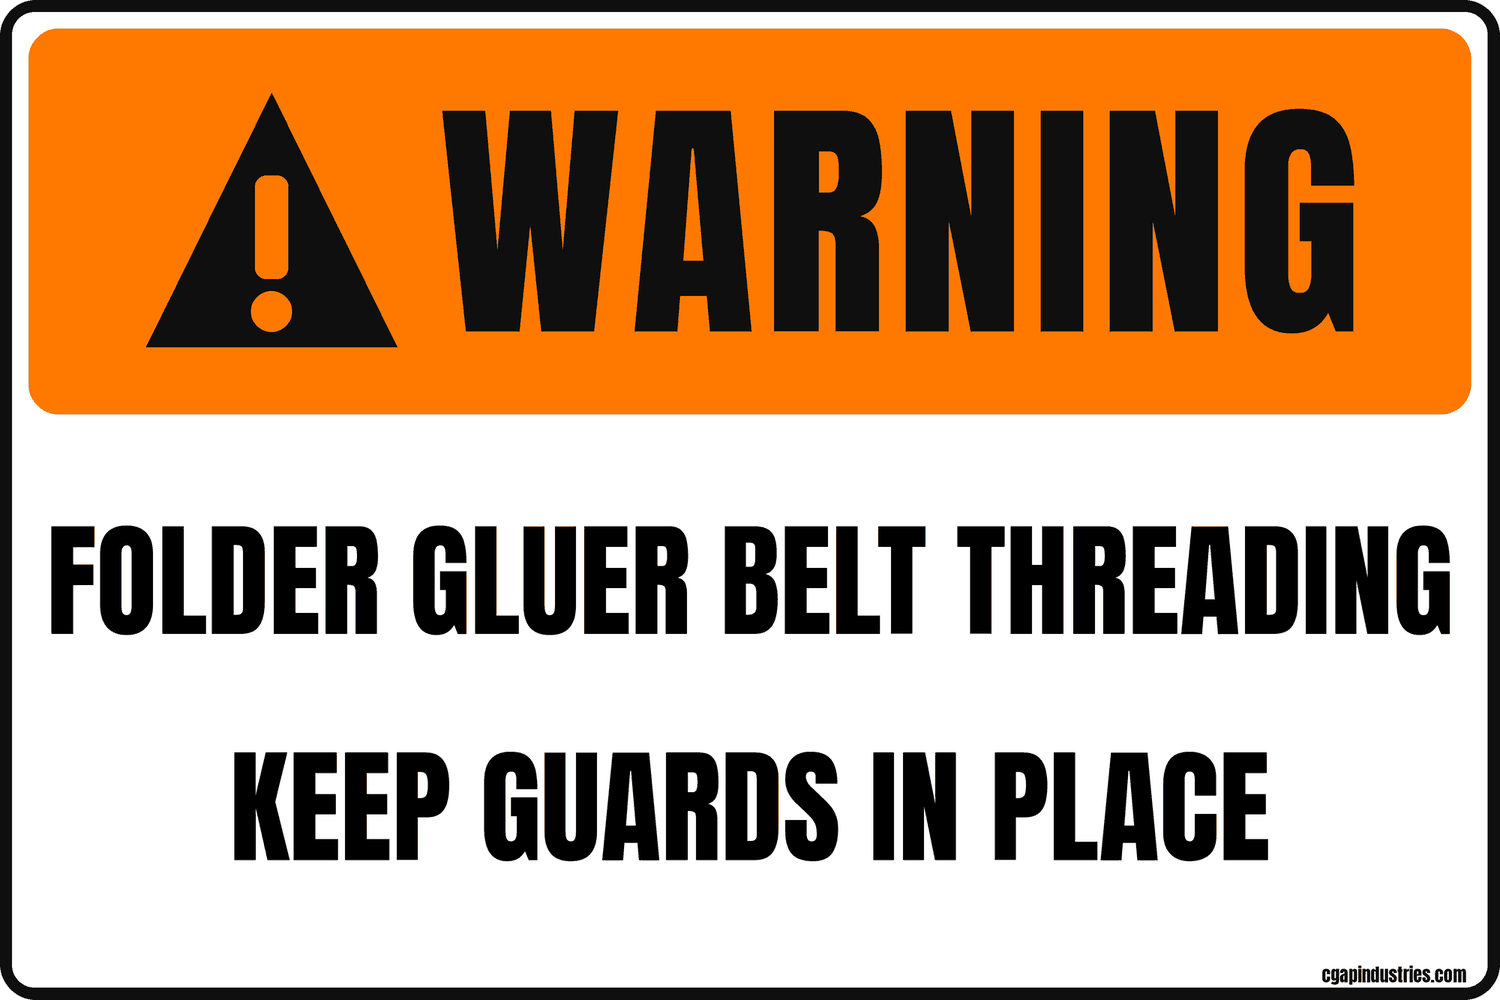 WARNING
FOLDER GLUER BELT THREADING
KEEP GUARDS IN PLACE
cgapindustries.com